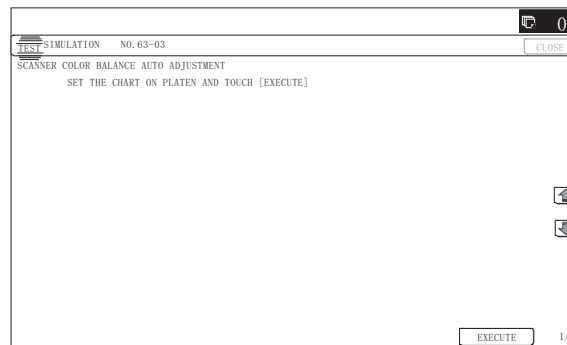 0
TEST SIMULATION NO.63-03
CLOSE
SCANNER COLOR BALANCE AUTO ADJUSTMENT
SET THE CHART ON PLATEN AND TOUCH [EXECUTE]
EXECUTE 1/